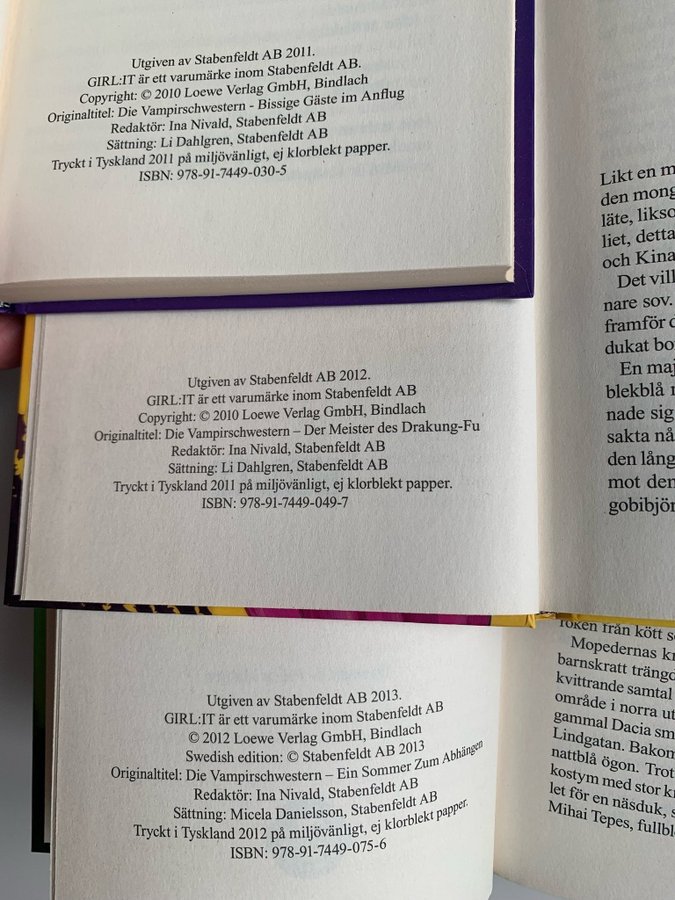 Utgiven av Stabenfeldt AB 2011.
GIRL:IT är ett varumärke inom Stabenfeldt AB.
Copyright: © 2010 Loewe Verlag GmbH, Bindlach
Originaltitel: Die Vampirschwestern - Bissige Gäste im Anflug
Redaktör: Ina Nivald, Stabenfeldt AB
Sättning: Li Dahlgren, Stabenfeldt AB
Tryckt i Tyskland 2011 på miljövänligt, ej klorblekt papper.
ISBN: 978-91-7449-030-5
Utgiven av Stabenfeldt AB 2012.
GIRL:IT är ett varumärke inom Stabenfeldt AB
Copyright: © 2010 Loewe Verlag GmbH, Bindlach
Originaltitel: Die Vampirschwestern – Der Meister des Drakung-Fu
Redaktör: Ina Nivald, Stabenfeldt AB
Sättning: Li Dahlgren, Stabenfeldt AB
Tryckt i Tyskland 2011 på miljövänligt, ej klorblekt papper.
ISBN: 978-91-7449-049-7
Likt en m
den mong
läte, likso
liet, detta
och Kina
Det vill
nare sov.
framför d
dukat bo
En maj
blekblå
nade sig
sakta nå
den lång
mot den
gobibjör
Utgiven av Stabenfeldt AB 2013.
GIRL:IT är ett varumärke inom Stabenfeldt AB
© 2012 Loewe Verlag GmbH, Bindlach
Swedish edition: © Stabenfeldt AB 2013
Originaltitel: Die Vampirschwestern – Ein Sommer Zum Abhängen
Redaktör: Ina Nivald, Stabenfeldt AB
Sättning: Micela Danielsson, Stabenfeldt AB
Tryckt i Tyskland 2012 på miljövänligt, ej klorblekt papper.
ISBN: 978-91-7449-075-6
röken från kött s
Mopedernas k
barnskratt trängd
kvittrande samtal
område i norra ut
gammal Dacia sm
Lindgatan. Bakom
nattblå ögon. Trot
kostym med stor k
let för en näsduk, s
Mihai Tepes, fullbl